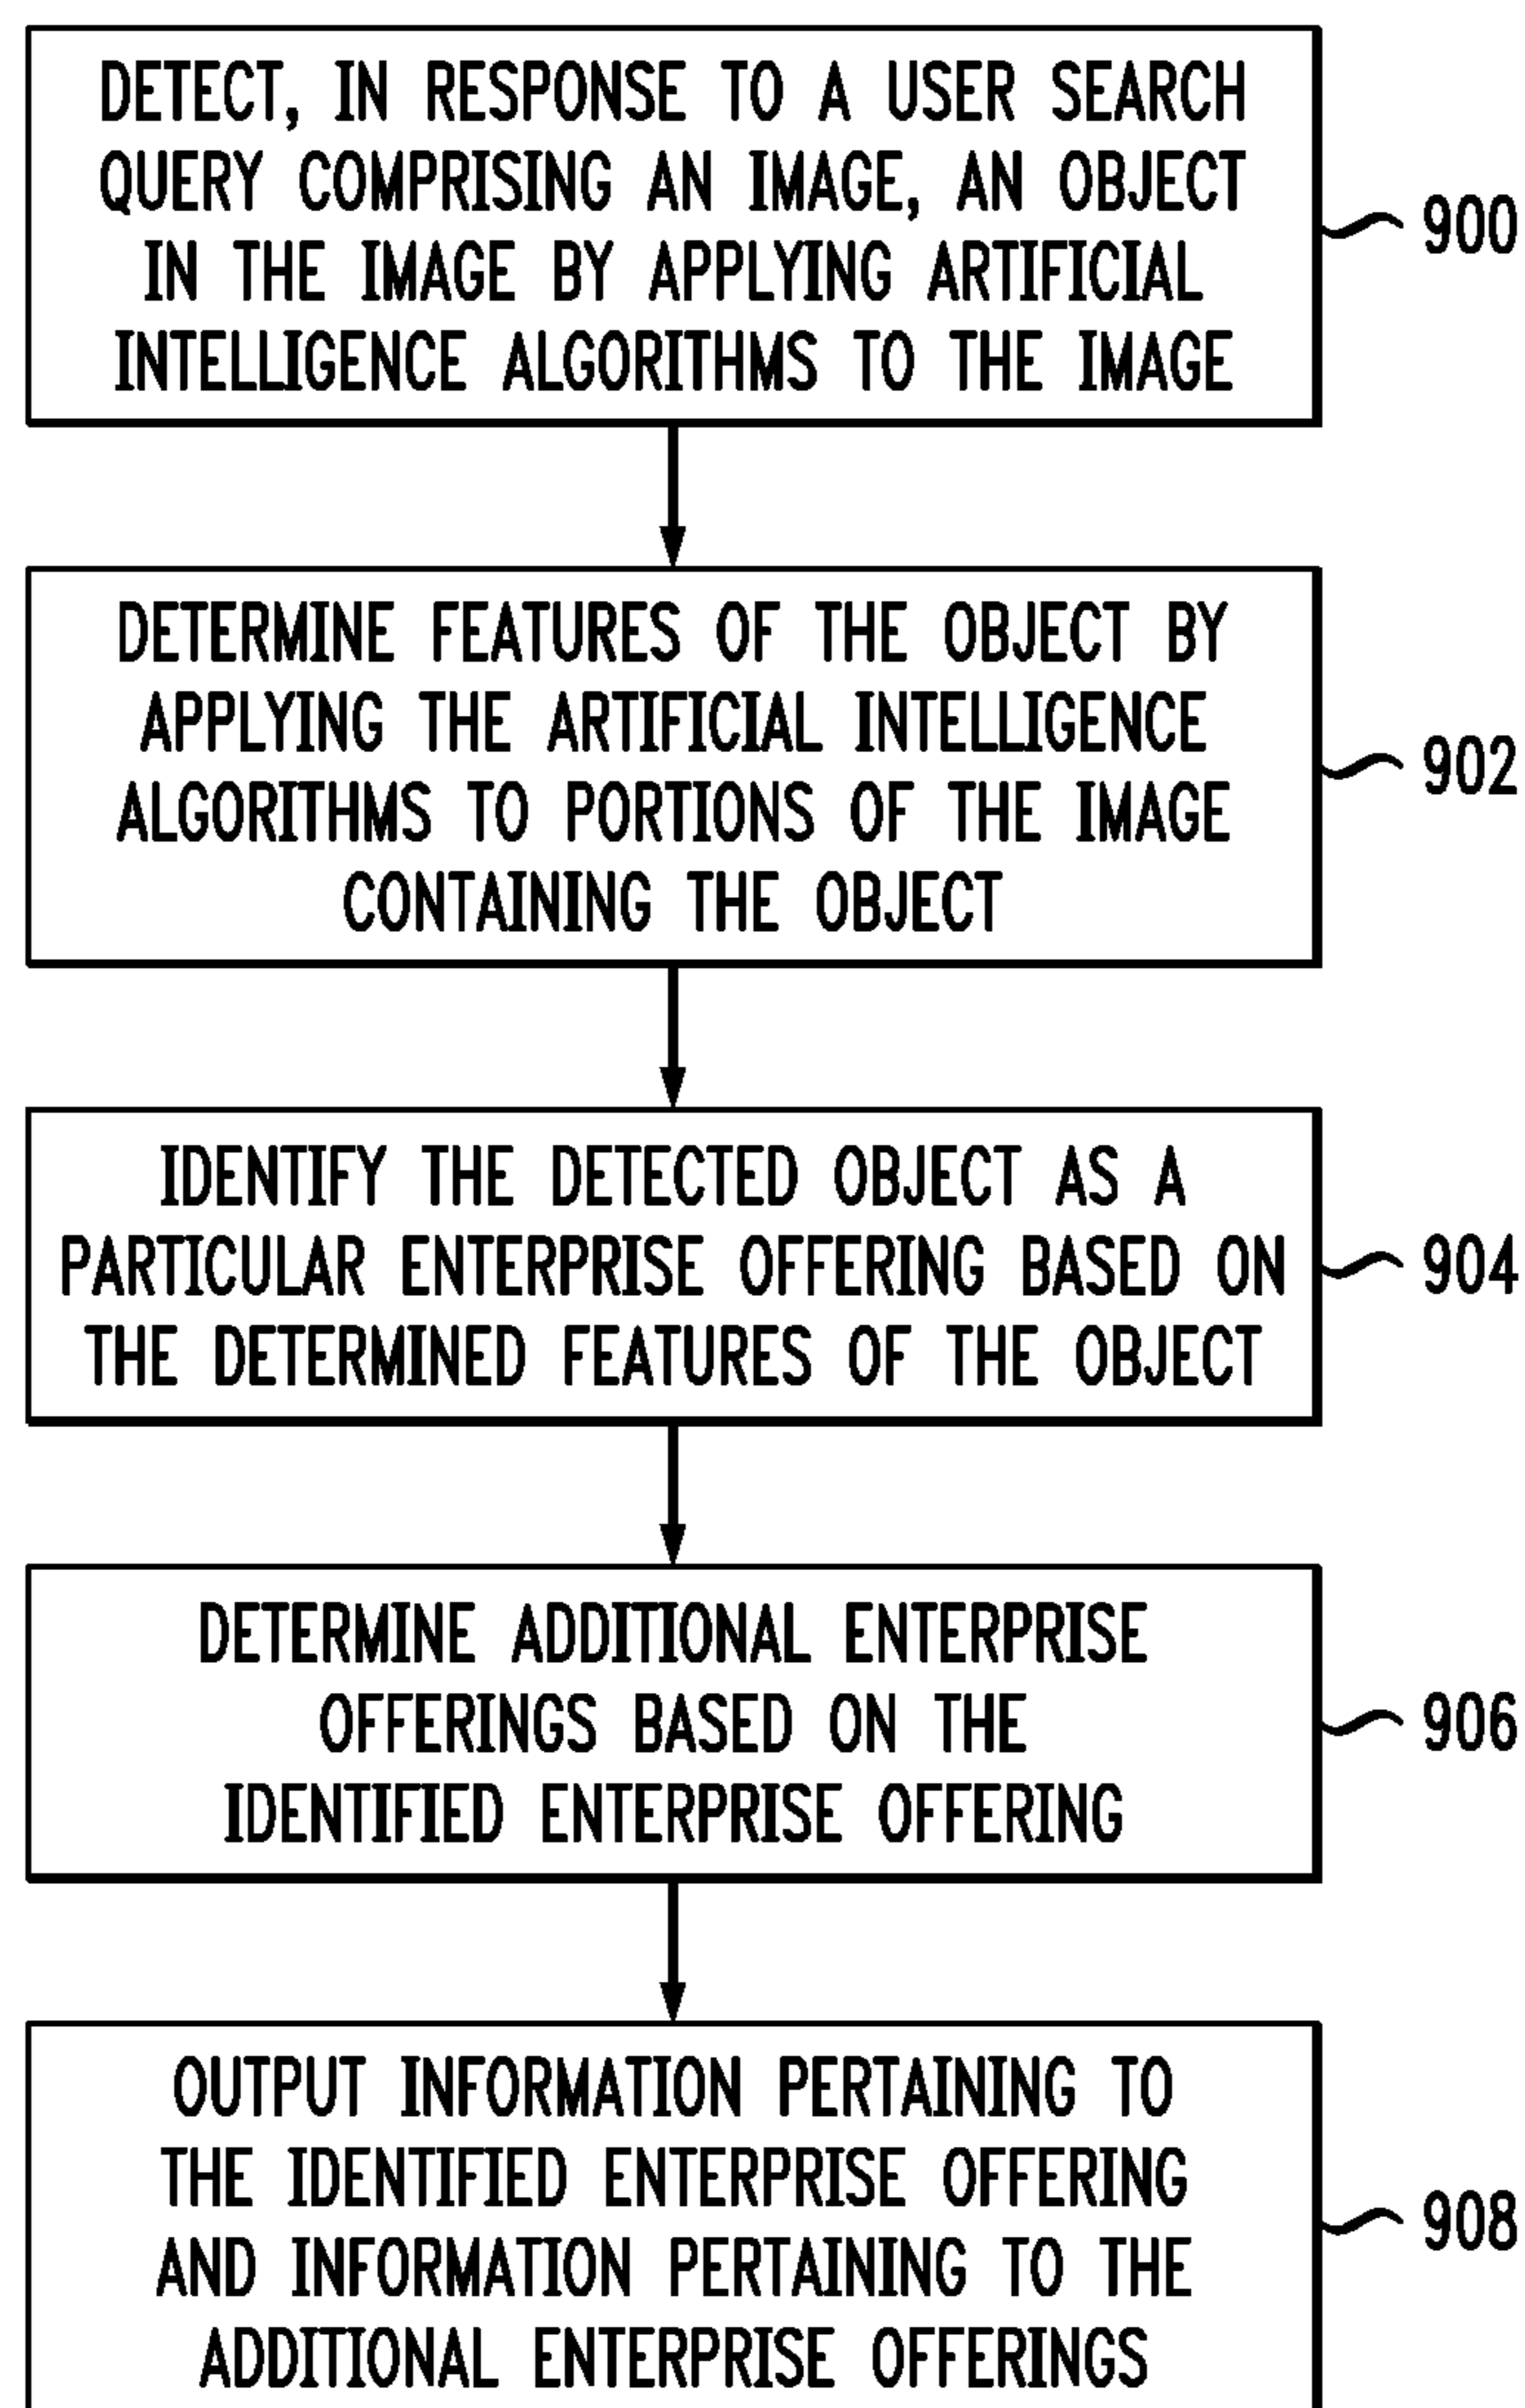 DETECT, IN RESPONSE TO A USER SEARCH
QUERY COMPRISING AN IMAGE, AN OBJECT
IN THE IMAGE BY APPLYING ARTIFICIAL
INTELLIGENCE ALGORITHMS TO THE IMAGE
900
DETERMINE FEATURES OF THE OBJECT BY
APPLYING THE ARTIFICIAL INTELLIGENCE
ALGORITHMS TO PORTIONS OF THE IMAGE
CONTAINING THE OBJECT
902
IDENTIFY THE DETECTED OBJECT AS A
PARTICULAR ENTERPRISE OFFERING BASED ON
THE DETERMINED FEATURES OF THE OBJECT
904
DETERMINE ADDITIONAL ENTERPRISE
OFFERINGS BASED ON THE
IDENTIFIED ENTERPRISE OFFERING
906
OUTPUT INFORMATION PERTAINING TO
THE IDENTIFIED ENTERPRISE OFFERING
AND INFORMATION PERTAINING TO THE
ADDITIONAL ENTERPRISE OFFERINGS
908